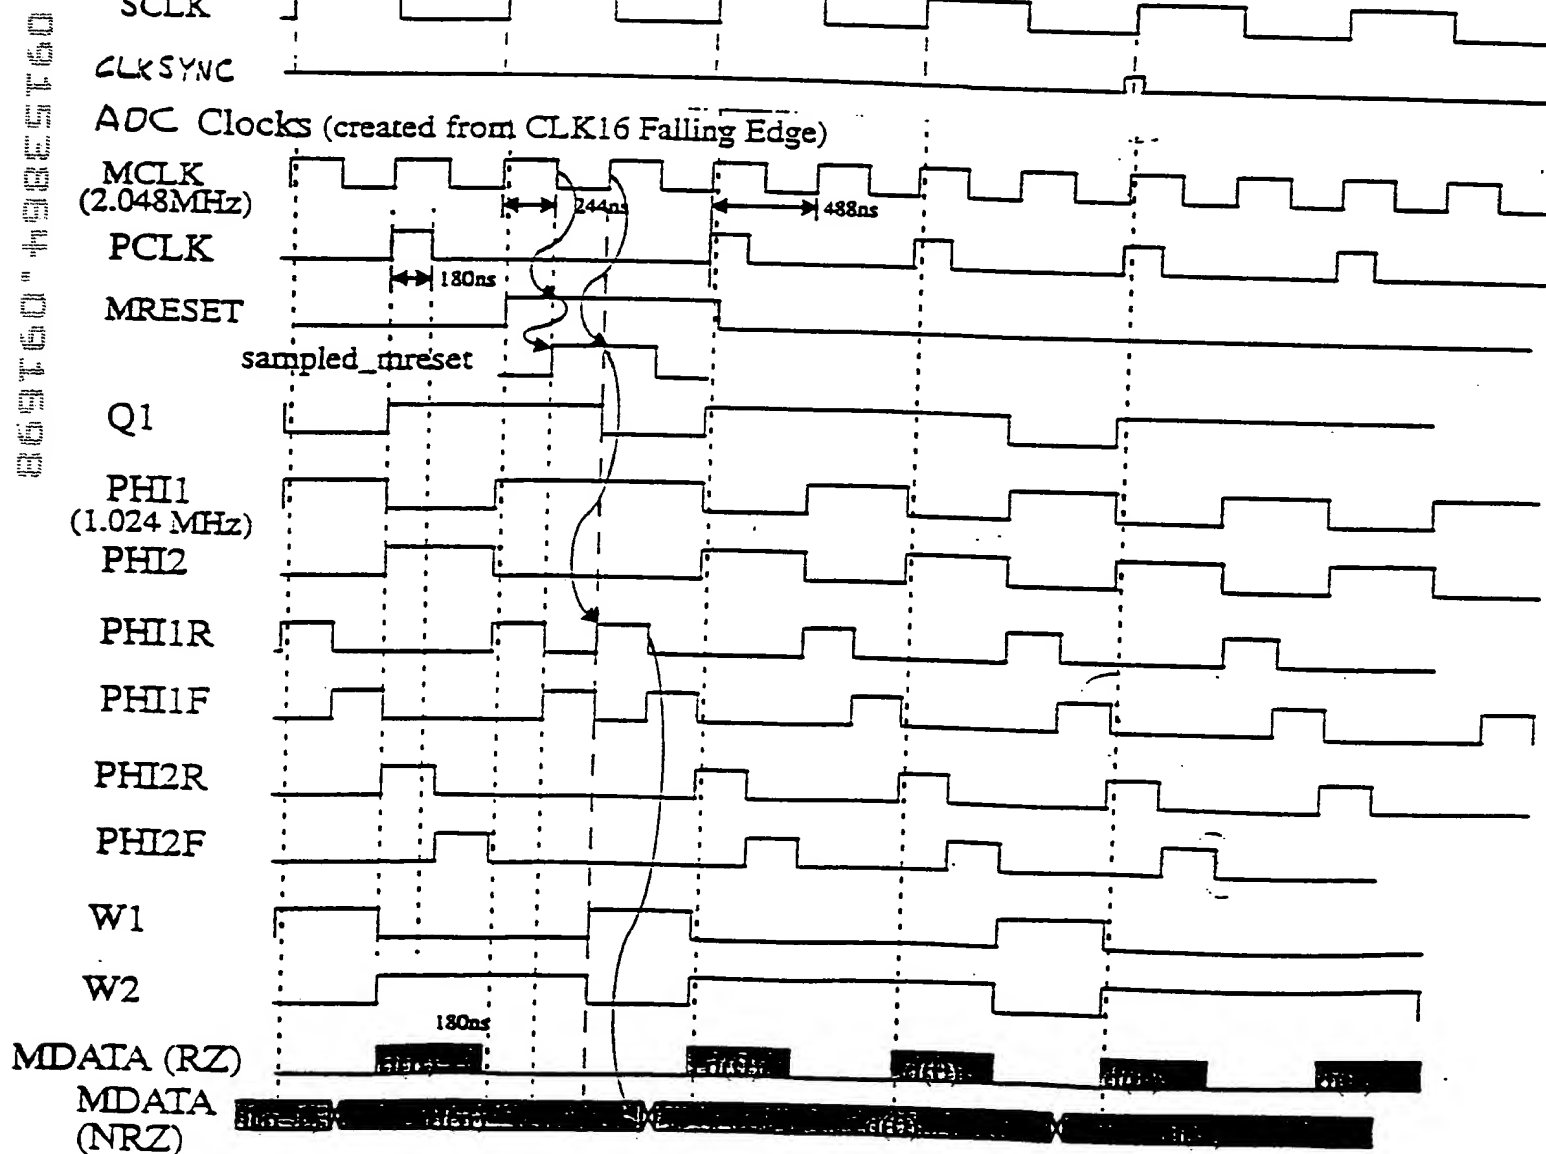 SCLK
CLKSYNC
ADC Clocks (created from CLK16 Falling Edge)
MCLK
(2.048MHz)
244ns
488ns
PCLK
180ns
MRESET
sampled_mreset
Q1
PHI1
(1.024 MHz)
PHI2
PHI1R
PHI1F
PHI2R
PHI2F
W1
W2
180ns
MDATA (RZ)
MDATA
(NRZ)